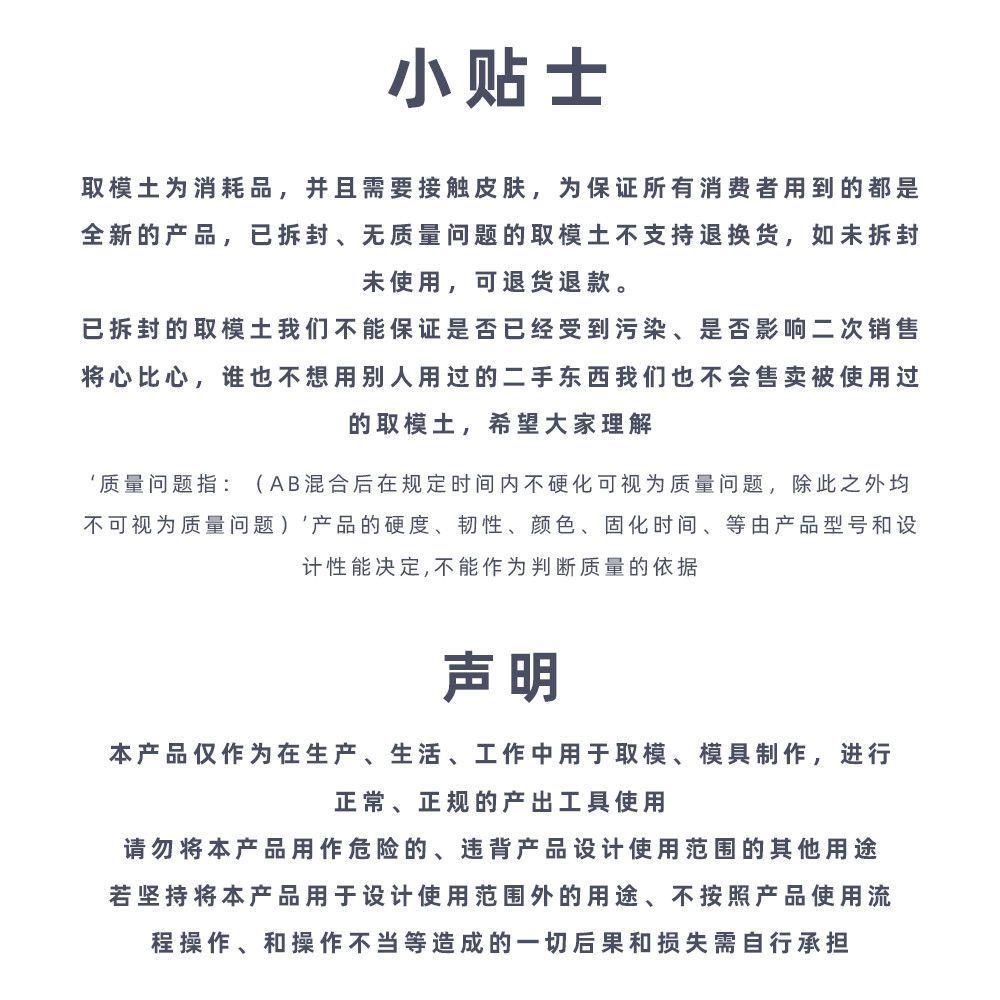 小贴士
取模土为消耗品，并且需要接触皮肤，为保证所有消费者用到的都是
全新的产品，已拆封、无质量问题的取模土不支持退换货，如未拆封
未使用，可退货退款。
已拆封的取模土我们不能保证是否已经受到污染、是否影响二次销售
将心比心，谁也不想用别人用过的二手东西我们也不会售卖被使用过
的取模土，希望大家理解
‘质量问题指：（AB混合后在规定时间内不硬化可视为质量问题，除此之外均
不可视为质量问题）’产品的硬度、韧性、颜色、固化时间、等由产品型号和设
计性能决定,不能作为判断质量的依据
声明
本产品仅作为在生产、生活、工作中用于取模、模具制作，进行
正常、正规的产出工具使用
请勿将本产品用作危险的、违背产品设计使用范围的其他用途
若坚持将本产品用于设计使用范围外的用途、不按照产品使用流
程操作、和操作不当等造成的一切后果和损失需自行承担